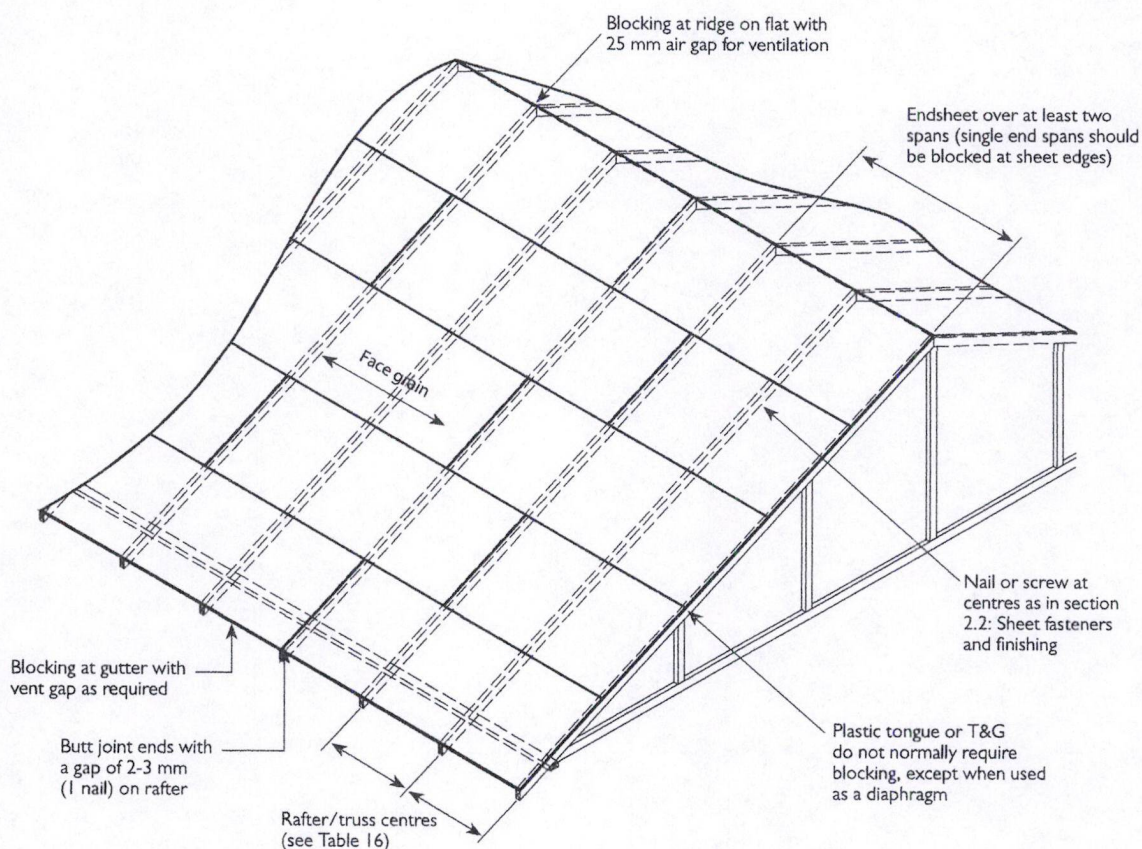 Blocking at ridge on flat with
25 mm air gap for ventilation
Endsheet over at least two
spans (single end spans should
be blocked at sheet edges)
Face grain
Nail or screw at
centres as in section
2.2: Sheet fasteners
and finishing
Blocking at gutter with
vent gap as required
Butt joint ends with
a gap of 2-3 mm
(1 nail) on rafter
Plastic tongue or T&G
do not normally require
blocking, except when used
as a diaphragm
Rafter/truss centres
(see Table 16)